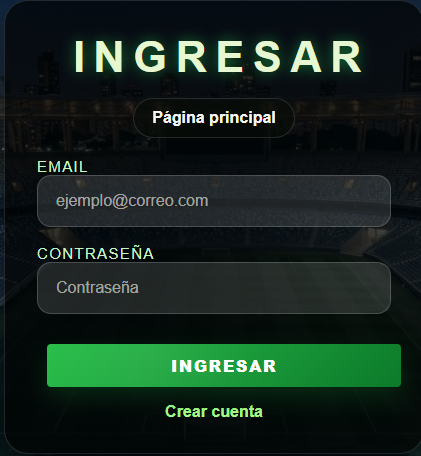 INGRESAR
Página principal
EMAIL
ejemplo@correo.com
CONTRASEÑA
Contraseña
INGRESAR
Crear cuenta